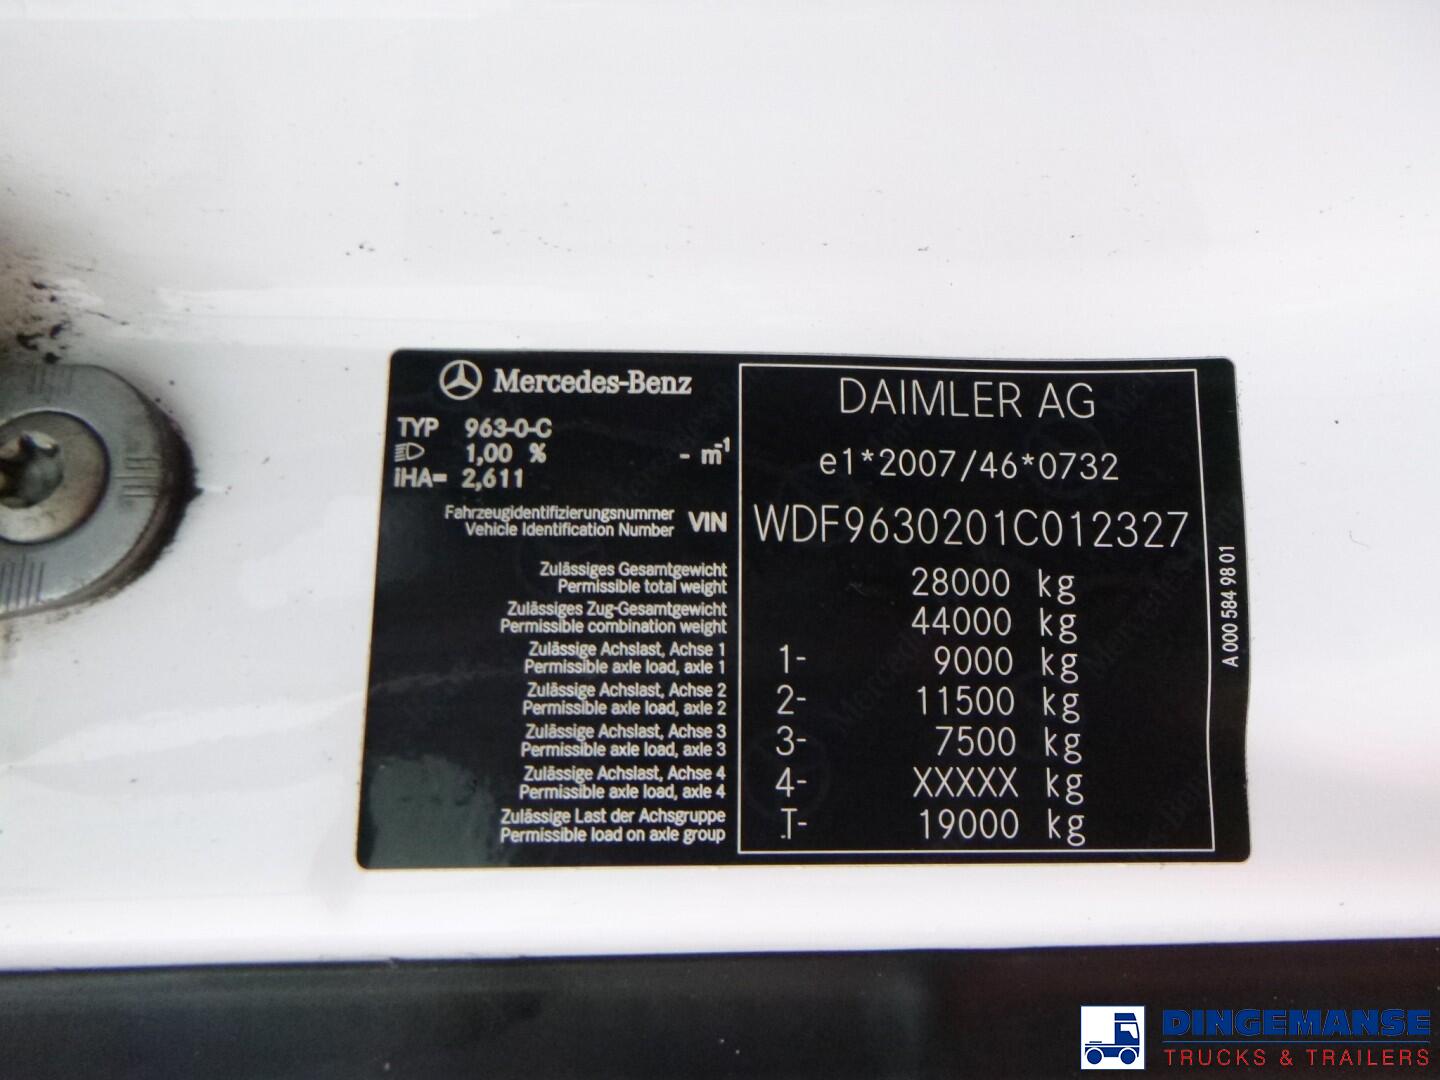 Mercedes-Benz
TYP 963-0-C
1,00 % - m-1
iHA= 2,611
DAIMLER AG
e1*2007/46*0732
Fahrzeugidentifizierungsnummer
Vehicle Identification Number VIN WDF9630201C012327
Zulässiges Gesamtgewicht
Permissible total weight 28000 kg
Zulässiges Zug-Gesamtgewicht
Permissible combination weight 44000 kg
Zulässige Achslast, Achse 1
Permissible axle load, axle 1 1- 9000 kg
Zulässige Achslast, Achse 2
Permissible axle load, axle 2 2- 11500 kg
Zulässige Achslast, Achse 3
Permissible axle load, axle 3 3- 7500 kg
Zulässige Achslast, Achse 4
Permissible axle load, axle 4 4- XXXXX kg
Zulässige Last der Achsgruppe
Permissible load on axle group T- 19000 kg
A 000 584 98 01
DINGEMANSE
TRUCKS & TRAILERS